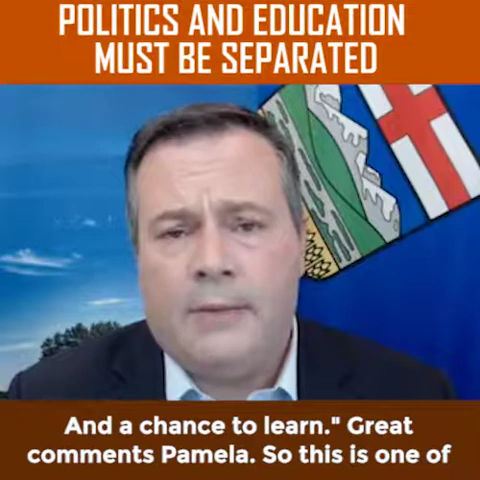 POLITICS AND EDUCATION
MUST BE SEPARATED
And a chance to learn." Great
comments Pamela. So this is one of